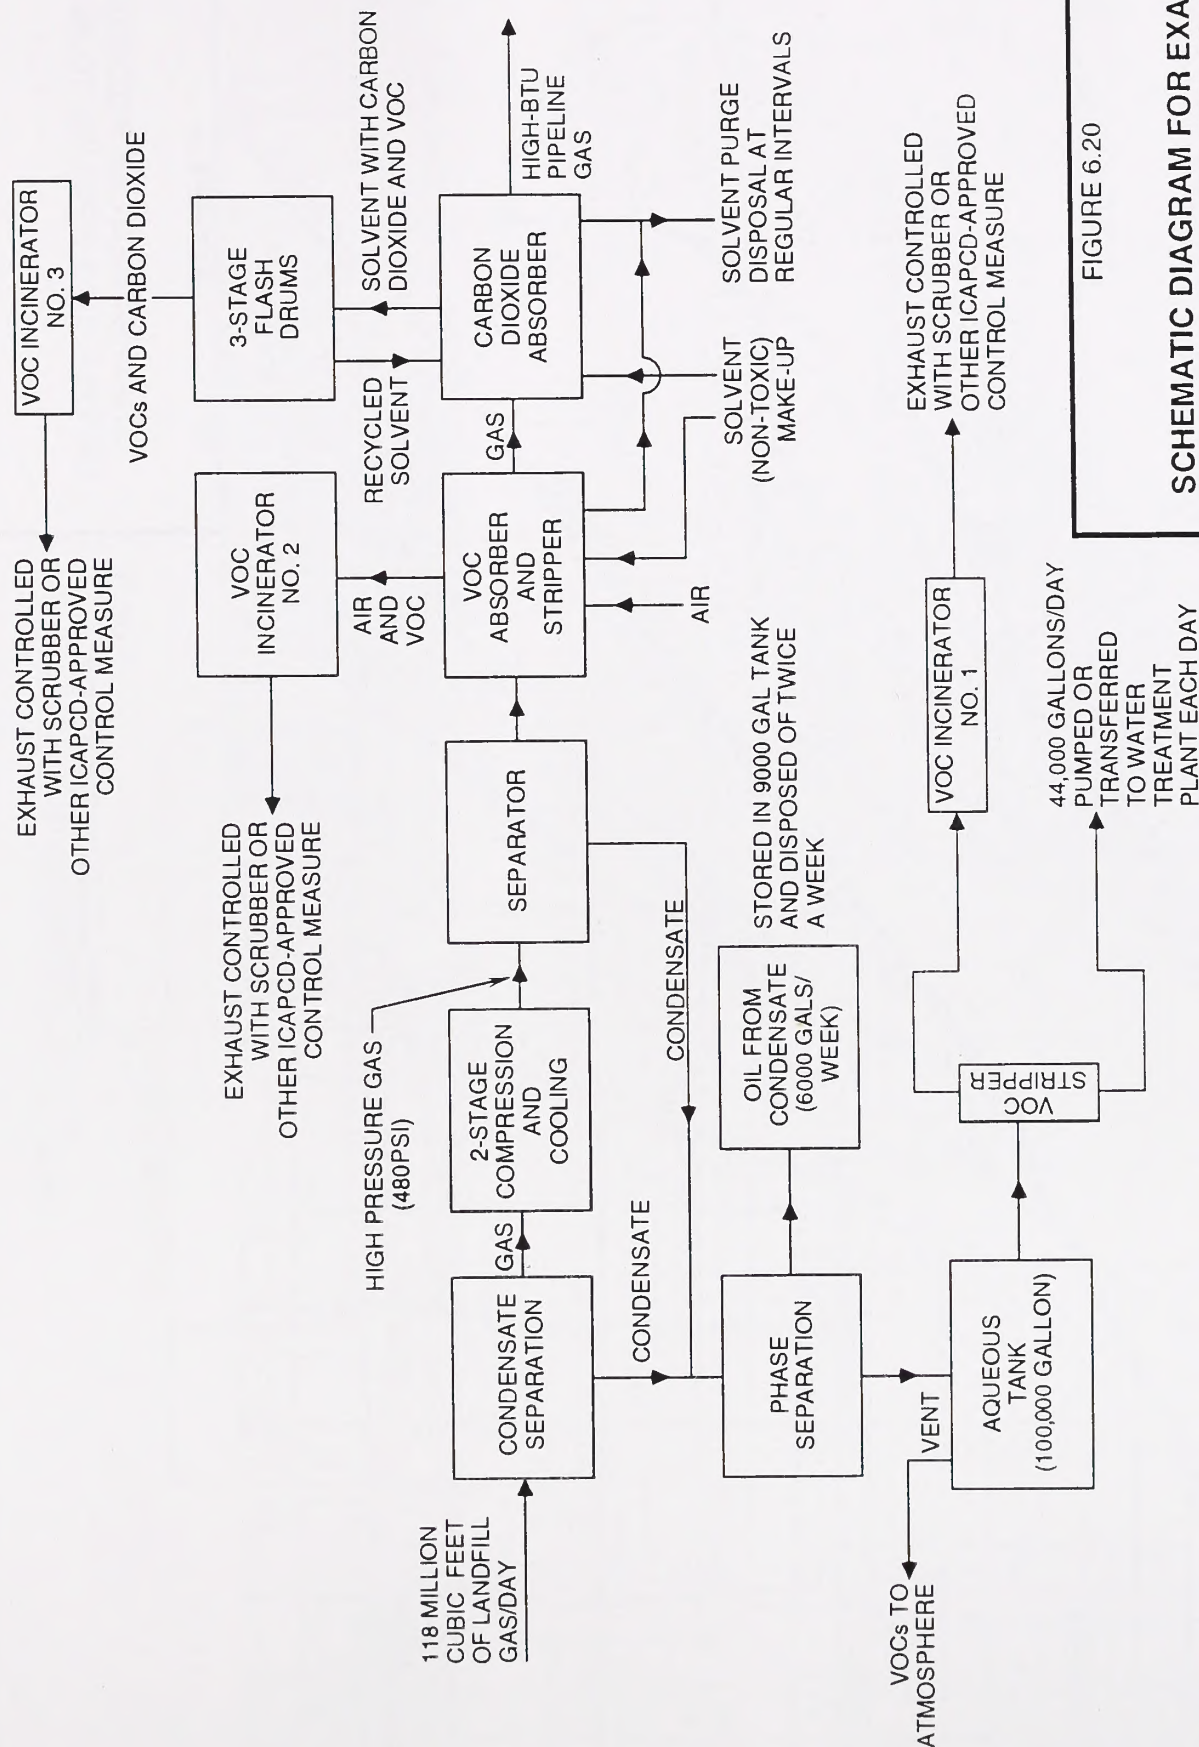 EXHAUST CONTROLLED
WITH SCRUBBER OR
OTHER ICAPCD-APPROVED
CONTROL MEASURE
VOC INCINERATOR
NO. 3
VOCs AND CARBON DIOXIDE
EXHAUST CONTROLLED
WITH SCRUBBER OR
OTHER ICAPCD-APPROVED
CONTROL MEASURE
VOC
INCINERATOR
NO. 2
3-STAGE
FLASH
DRUMS
AIR
AND
VOC
RECYCLED
SOLVENT
SOLVENT WITH CARBON
DIOXIDE AND VOC
HIGH PRESSURE GAS
(480PSI)
118 MILLION
CUBIC FEET
OF LANDFILL
GAS/DAY
CONDENSATE
SEPARATION
GAS
2-STAGE
COMPRESSION
AND
COOLING
SEPARATOR
VOC
ABSORBER
AND
STRIPPER
GAS
CARBON
DIOXIDE
ABSORBER
HIGH-BTU
PIPELINE
GAS
CONDENSATE
CONDENSATE
AIR
SOLVENT
(NON-TOXIC)
MAKE-UP
SOLVENT PURGE
DISPOSAL AT
REGULAR INTERVALS
PHASE
SEPARATION
OIL FROM
CONDENSATE
(6000 GALS/
WEEK)
STORED IN 9000 GAL TANK
AND DISPOSED OF TWICE
A WEEK
VOCs TO
ATMOSPHERE
VENT
AQUEOUS
TANK
(100,000 GALLON)
VOC
STRIPPER
VOC INCINERATOR
NO. 1
EXHAUST CONTROLLED
WITH SCRUBBER OR
OTHER ICAPCD-APPROVED
CONTROL MEASURE
44,000 GALLONS/DAY
PUMPED OR
TRANSFERRED
TO WATER
TREATMENT
PLANT EACH DAY
FIGURE 6.20
SCHEMATIC DIAGRAM FOR EXA